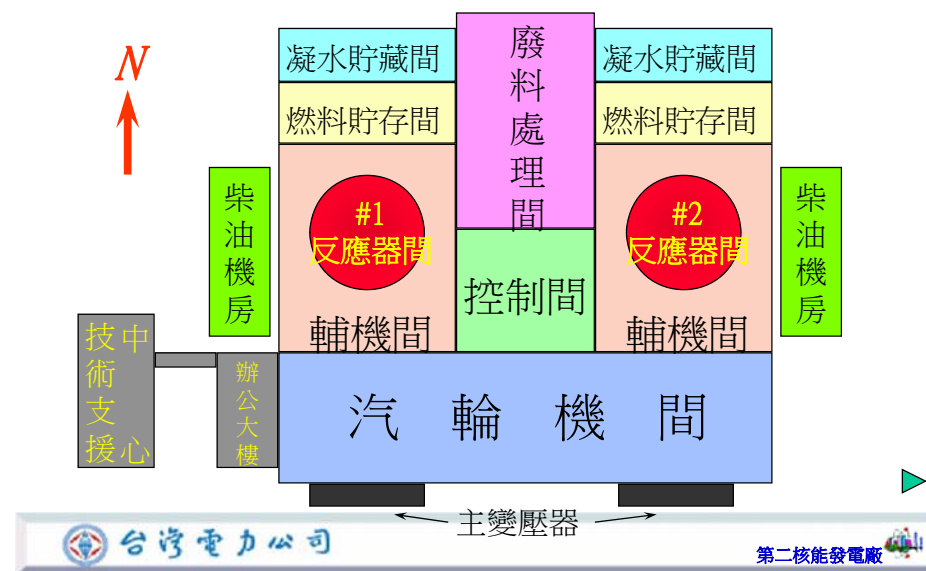 N
凝水貯藏間
廢料處理間
凝水貯藏間
燃料貯存間
燃料貯存間
柴油機房
#1
反應器間
#2
反應器間
柴油機房
控制間
輔機間
輔機間
技術支援
中心
辦公大樓
汽輪機間
主變壓器
台灣電力公司
第二核能發電廠